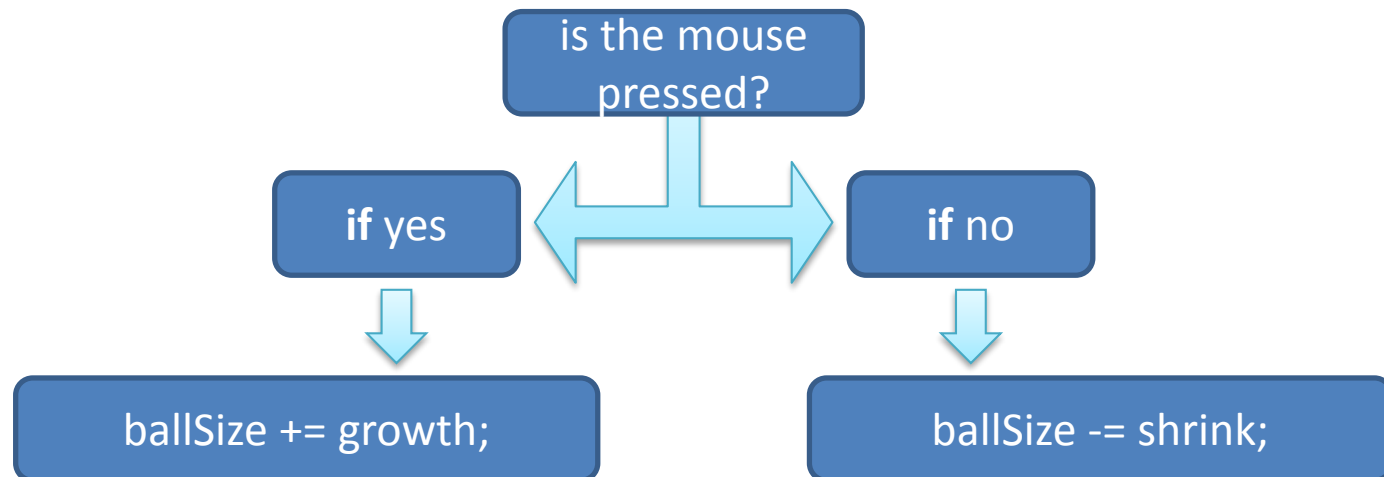 is the mouse
pressed?
if yes
if no
ballSize += growth;
ballSize -= shrink;